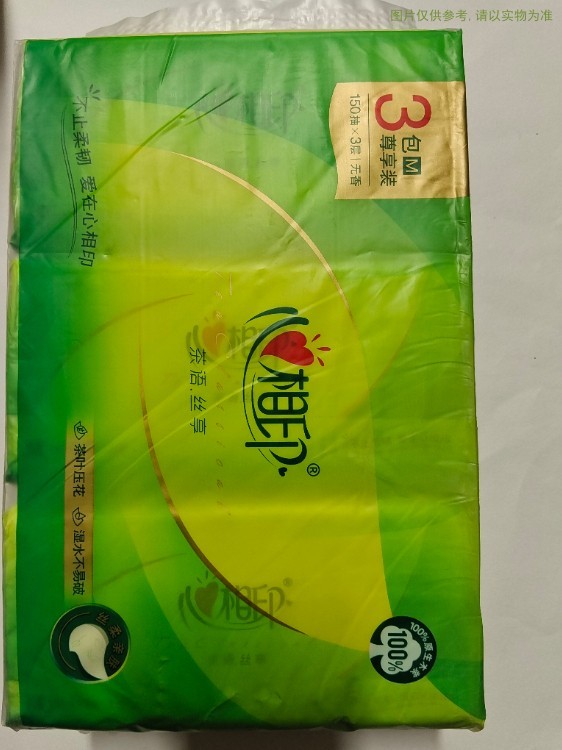 图片仅供参考, 请以实物为准
3包 M
尊享装
150抽×3层|无香
不止柔韧 爱在心相印
心相印®
茶语·丝享
茶叶压花
湿水不易破
100%原生木浆
100%